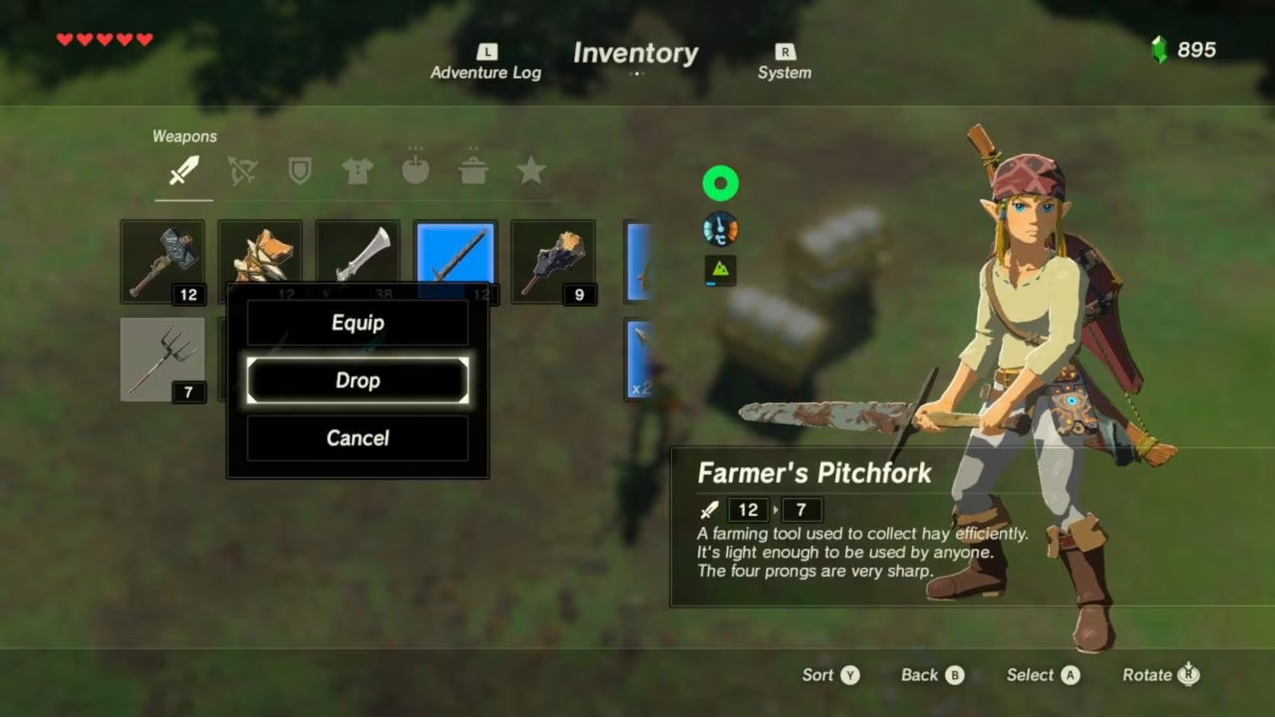 L
Inventory
R
895
Adventure Log
System
Weapons
12
12
38
12
9
7
x2
Equip
Drop
Cancel
Farmer's Pitchfork
12
7
A farming tool used to collect hay efficiently.
It's light enough to be used by anyone.
The four prongs are very sharp.
Sort Y
Back B
Select A
Rotate R